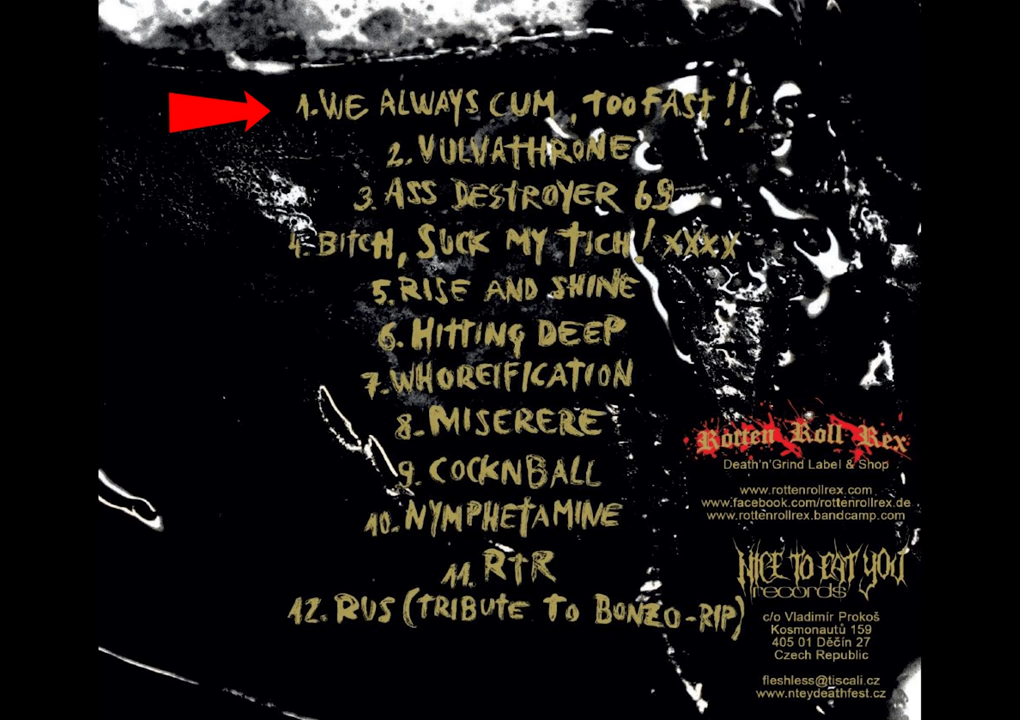 1. WE ALWAYS CUM, TOO FAST!!
2. VULVATHRONE
3. ASS DESTROYER 69
4. BITCH, SUCK MY TICH! XXXX
5. RISE AND SHINE
6. HITTING DEEP
7. WHOREIFICATION
8. MISERERE
9. COCKNBALL
10. NYMPHETAMINE
11. RTR
12. RUS (TRIBUTE TO BONZO-RIP)
Rotten Roll Rex
Death'n'Grind Label & Shop
www.rottenrollrex.com
www.facebook.com/rottenrollrex.de
www.rottenrollrex.bandcamp.com
NICE TO EAT YOU
records
c/o Vladimír Prokoš
Kosmonautů 159
405 01 Děčín 27
Czech Republic
fleshless@tiscali.cz
www.nteydeathfest.cz